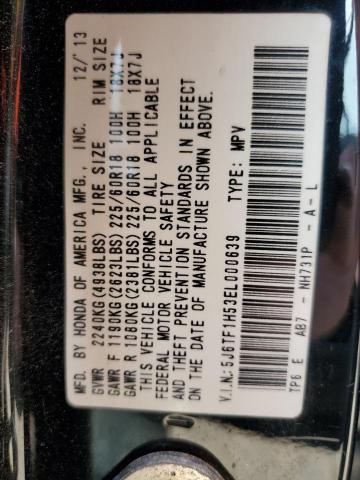 MFD. BY HONDA OF AMERICA MFG., INC. 12/13
GVWR 2240KG(4938LBS) TIRE SIZE RIM SIZE
GAWR F 1190KG(2623LBS) 225/60R18 100H 18X7J
GAWR R 1080KG(2381LBS) 225/60R18 100H 18X7J
THIS VEHICLE CONFORMS TO ALL APPLICABLE
FEDERAL MOTOR VEHICLE SAFETY
AND THEFT PREVENTION STANDARDS IN EFFECT
ON THE DATE OF MANUFACTURE SHOWN ABOVE.
V.I.N.: 5J6TF1H53EL000639 TYPE: MPV
TP6 E AB7 - NH731P - A - L